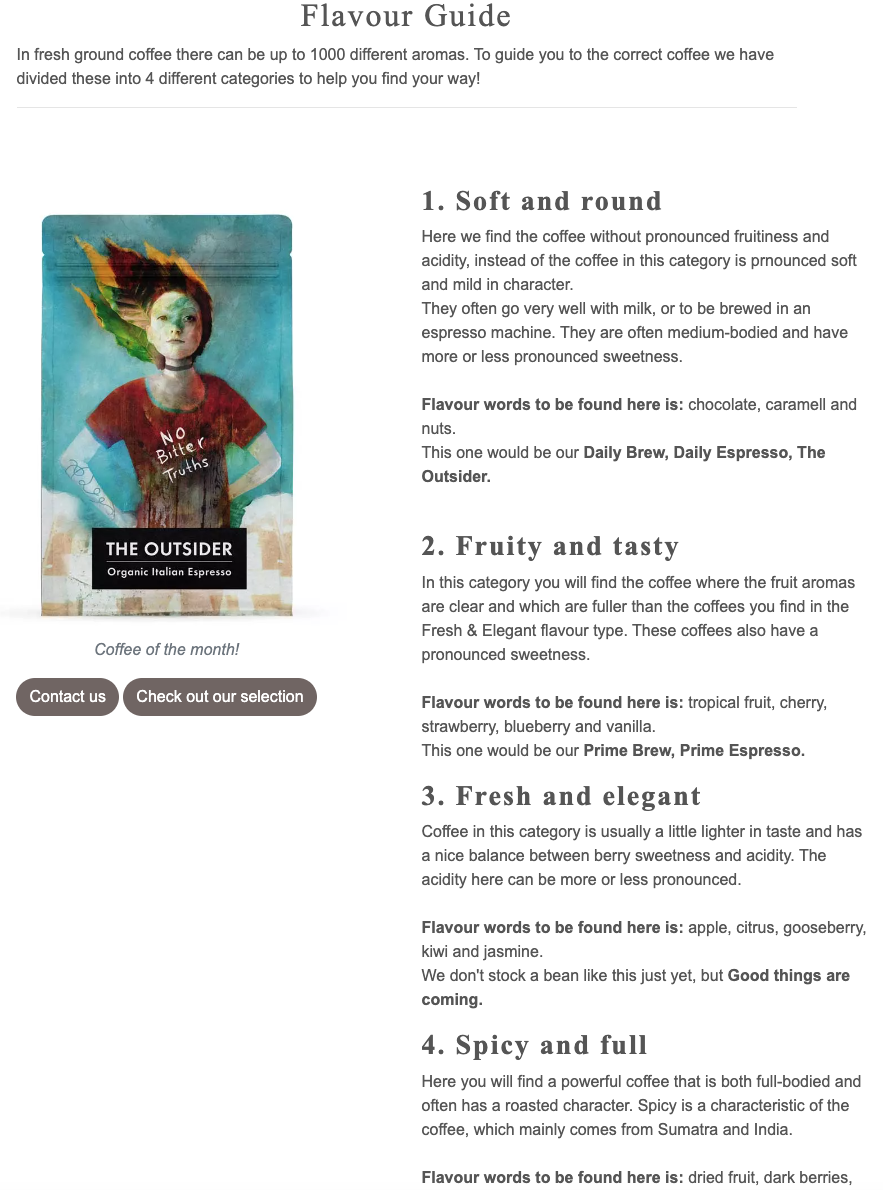 Flavour Guide
In fresh ground coffee there can be up to 1000 different aromas. To guide you to the correct coffee we have
divided these into 4 different categories to help you find your way!
NO
Bitter
Truths
THE OUTSIDER
Organic Italian Espresso
Coffee of the month!
Contact us
Check out our selection
1. Soft and round
Here we find the coffee without pronounced fruitiness and
acidity, instead of the coffee in this category is prnounced soft
and mild in character.
They often go very well with milk, or to be brewed in an
espresso machine. They are often medium-bodied and have
more or less pronounced sweetness.
Flavour words to be found here is: chocolate, caramell and
nuts.
This one would be our Daily Brew, Daily Espresso, The
Outsider.
2. Fruity and tasty
In this category you will find the coffee where the fruit aromas
are clear and which are fuller than the coffees you find in the
Fresh & Elegant flavour type. These coffees also have a
pronounced sweetness.
Flavour words to be found here is: tropical fruit, cherry,
strawberry, blueberry and vanilla.
This one would be our Prime Brew, Prime Espresso.
3. Fresh and elegant
Coffee in this category is usually a little lighter in taste and has
a nice balance between berry sweetness and acidity. The
acidity here can be more or less pronounced.
Flavour words to be found here is: apple, citrus, gooseberry,
kiwi and jasmine.
We don't stock a bean like this just yet, but Good things are
coming.
4. Spicy and full
Here you will find a powerful coffee that is both full-bodied and
often has a roasted character. Spicy is a characteristic of the
coffee, which mainly comes from Sumatra and India.
Flavour words to be found here is: dried fruit, dark berries,